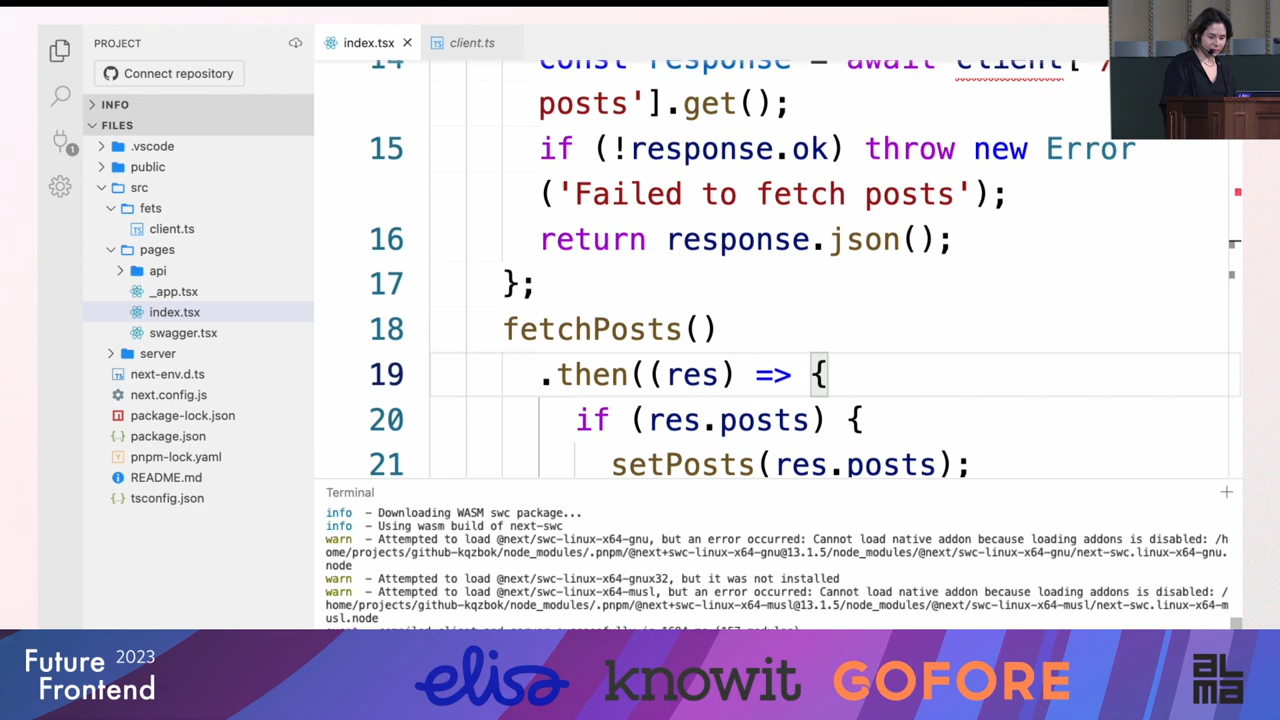 PROJECT
Connect repository
INFO
FILES
.vscode
public
src
fets
client.ts
pages
api
_app.tsx
index.tsx
swagger.tsx
server
next-env.d.ts
next.config.js
package-lock.json
package.json
pnpm-lock.yaml
README.md
tsconfig.json
index.tsx
client.ts
14 const response = await client['/
posts'].get();
15 if (!response.ok) throw new Error
('Failed to fetch posts');
16 return response.json();
17 };
18 fetchPosts()
19 .then((res) => {
20 if (res.posts) {
21 setPosts(res.posts);
Terminal
info - Downloading WASM swc package...
info - Using wasm build of next-swc
warn - Attempted to load @next/swc-linux-x64-gnu, but an error occurred: Cannot load native addon because loading addons is disabled: /h
ome/projects/github-kqzbok/node_modules/.pnpm/@next+swc-linux-x64-gnu@13.1.5/node_modules/@next/swc-linux-x64-gnu/next-swc.linux-x64-gnu.
node
warn - Attempted to load @next/swc-linux-x64-gnux32, but it was not installed
warn - Attempted to load @next/swc-linux-x64-musl, but an error occurred: Cannot load native addon because loading addons is disabled: /
home/projects/github-kqzbok/node_modules/.pnpm/@next+swc-linux-x64-musl@13.1.5/node_modules/@next/swc-linux-x64-musl/next-swc.linux-x64-m
usl.node
Future 2023
Frontend
elisa
knowit
GOFORE
ALMA